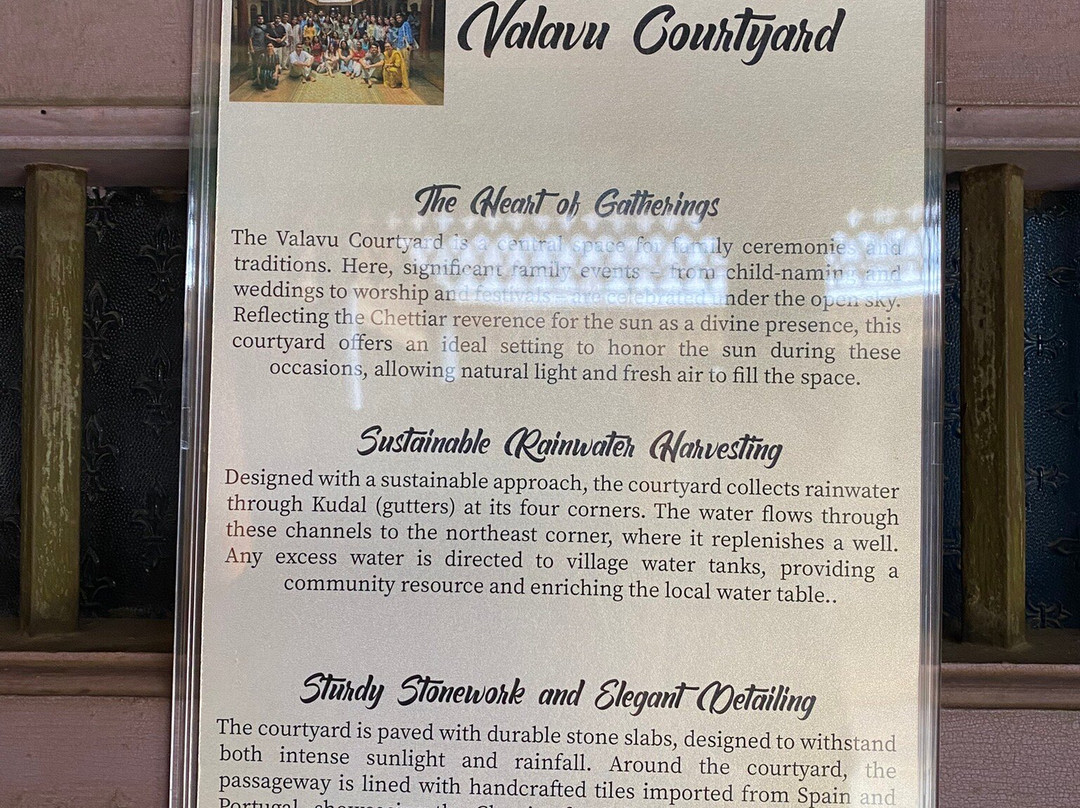 Valavu Courtyard
The Heart of Gatherings
The Valavu Courtyard is a central space for family ceremonies and
traditions. Here, significant family events – from child-naming and
weddings to worship and festivals – are celebrated under the open sky.
Reflecting the Chettiar reverence for the sun as a divine presence, this
courtyard offers an ideal setting to honor the sun during these
occasions, allowing natural light and fresh air to fill the space.
Sustainable Rainwater Harvesting
Designed with a sustainable approach, the courtyard collects rainwater
through Kudal (gutters) at its four corners. The water flows through
these channels to the northeast corner, where it replenishes a well.
Any excess water is directed to village water tanks, providing a
community resource and enriching the local water table..
Sturdy Stonework and Elegant Detailing
The courtyard is paved with durable stone slabs, designed to withstand
both intense sunlight and rainfall. Around the courtyard, the
passageway is lined with handcrafted tiles imported from Spain and
Portugal, showcasing the